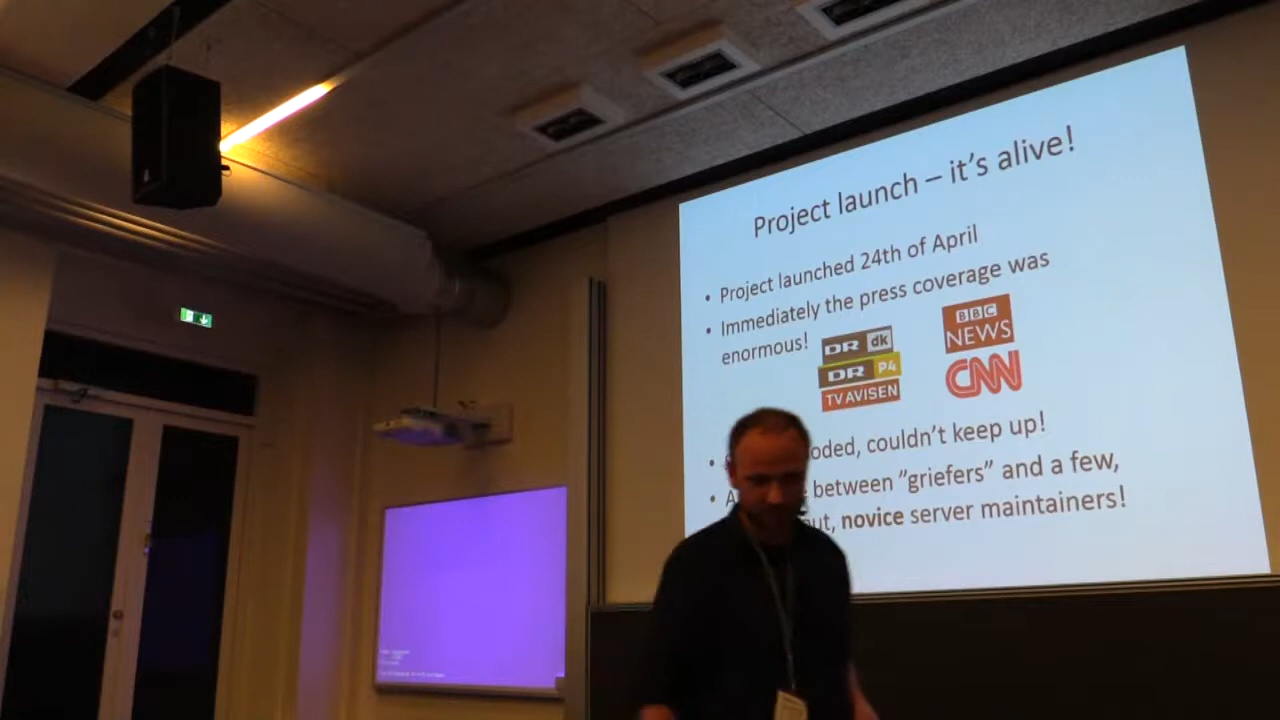 Project launch – it's alive!
• Project launched 24th of April
• Immediately the press coverage was
enormous!
DR dk
DR P4
TV AVISEN
BBC
NEWS
CNN
• oded, couldn't keep up!
• A between "griefers" and a few,
ut, novice server maintainers!